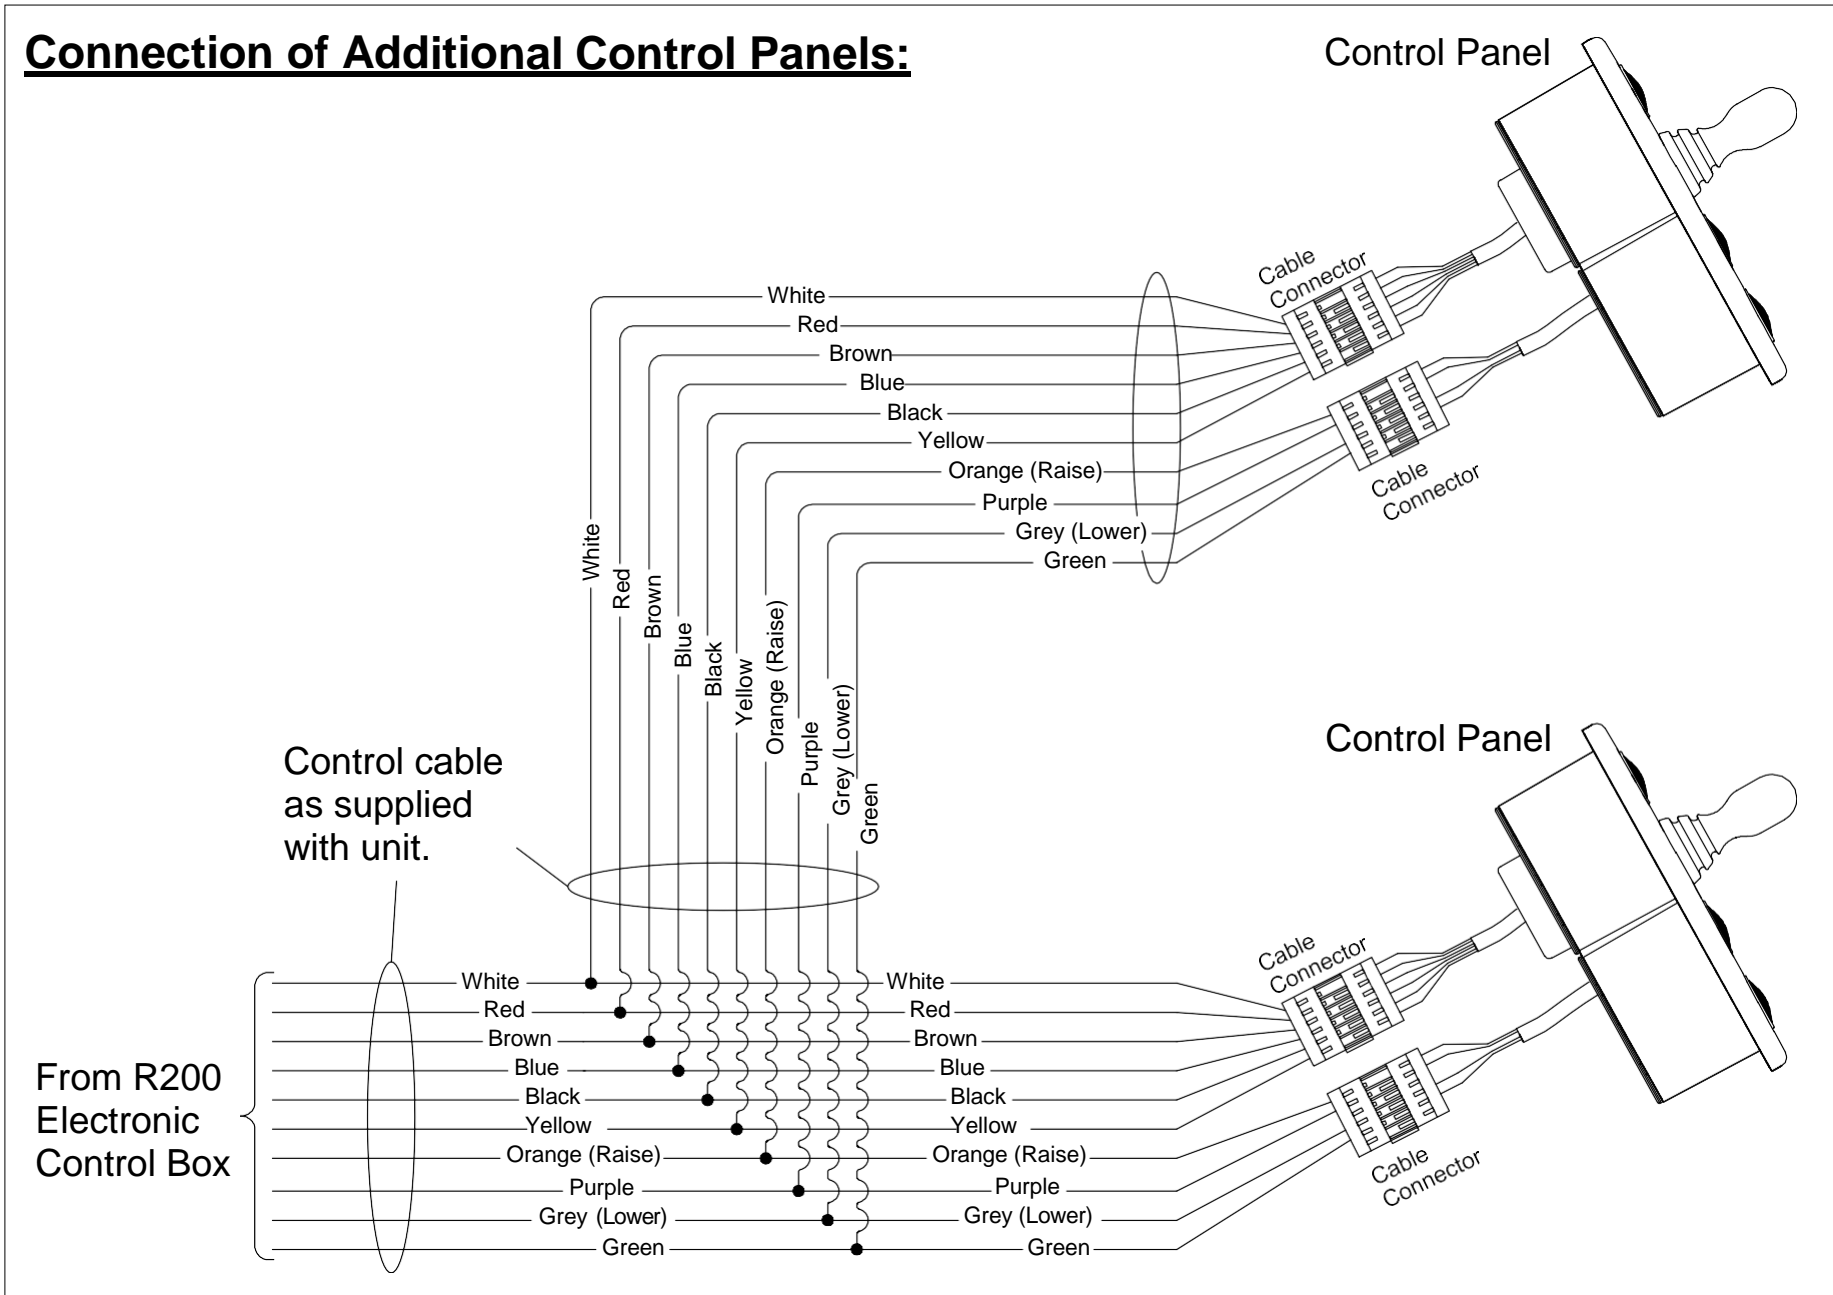 Connection of Additional Control Panels:
Control Panel
Cable
Connector
White
Red
Brown
Blue
Black
Yellow
Orange (Raise)
Purple
Grey (Lower)
Green
Cable
Connector
White
Red
Brown
Blue
Black
Yellow
Orange (Raise)
Purple
Grey (Lower)
Green
Control cable
as supplied
with unit.
Control Panel
Cable
Connector
From R200
Electronic
Control Box
White White
Red Red
Brown Brown
Blue Blue
Black Black
Yellow Yellow
Orange (Raise) Orange (Raise)
Purple Purple
Grey (Lower) Grey (Lower)
Green Green
Cable
Connector